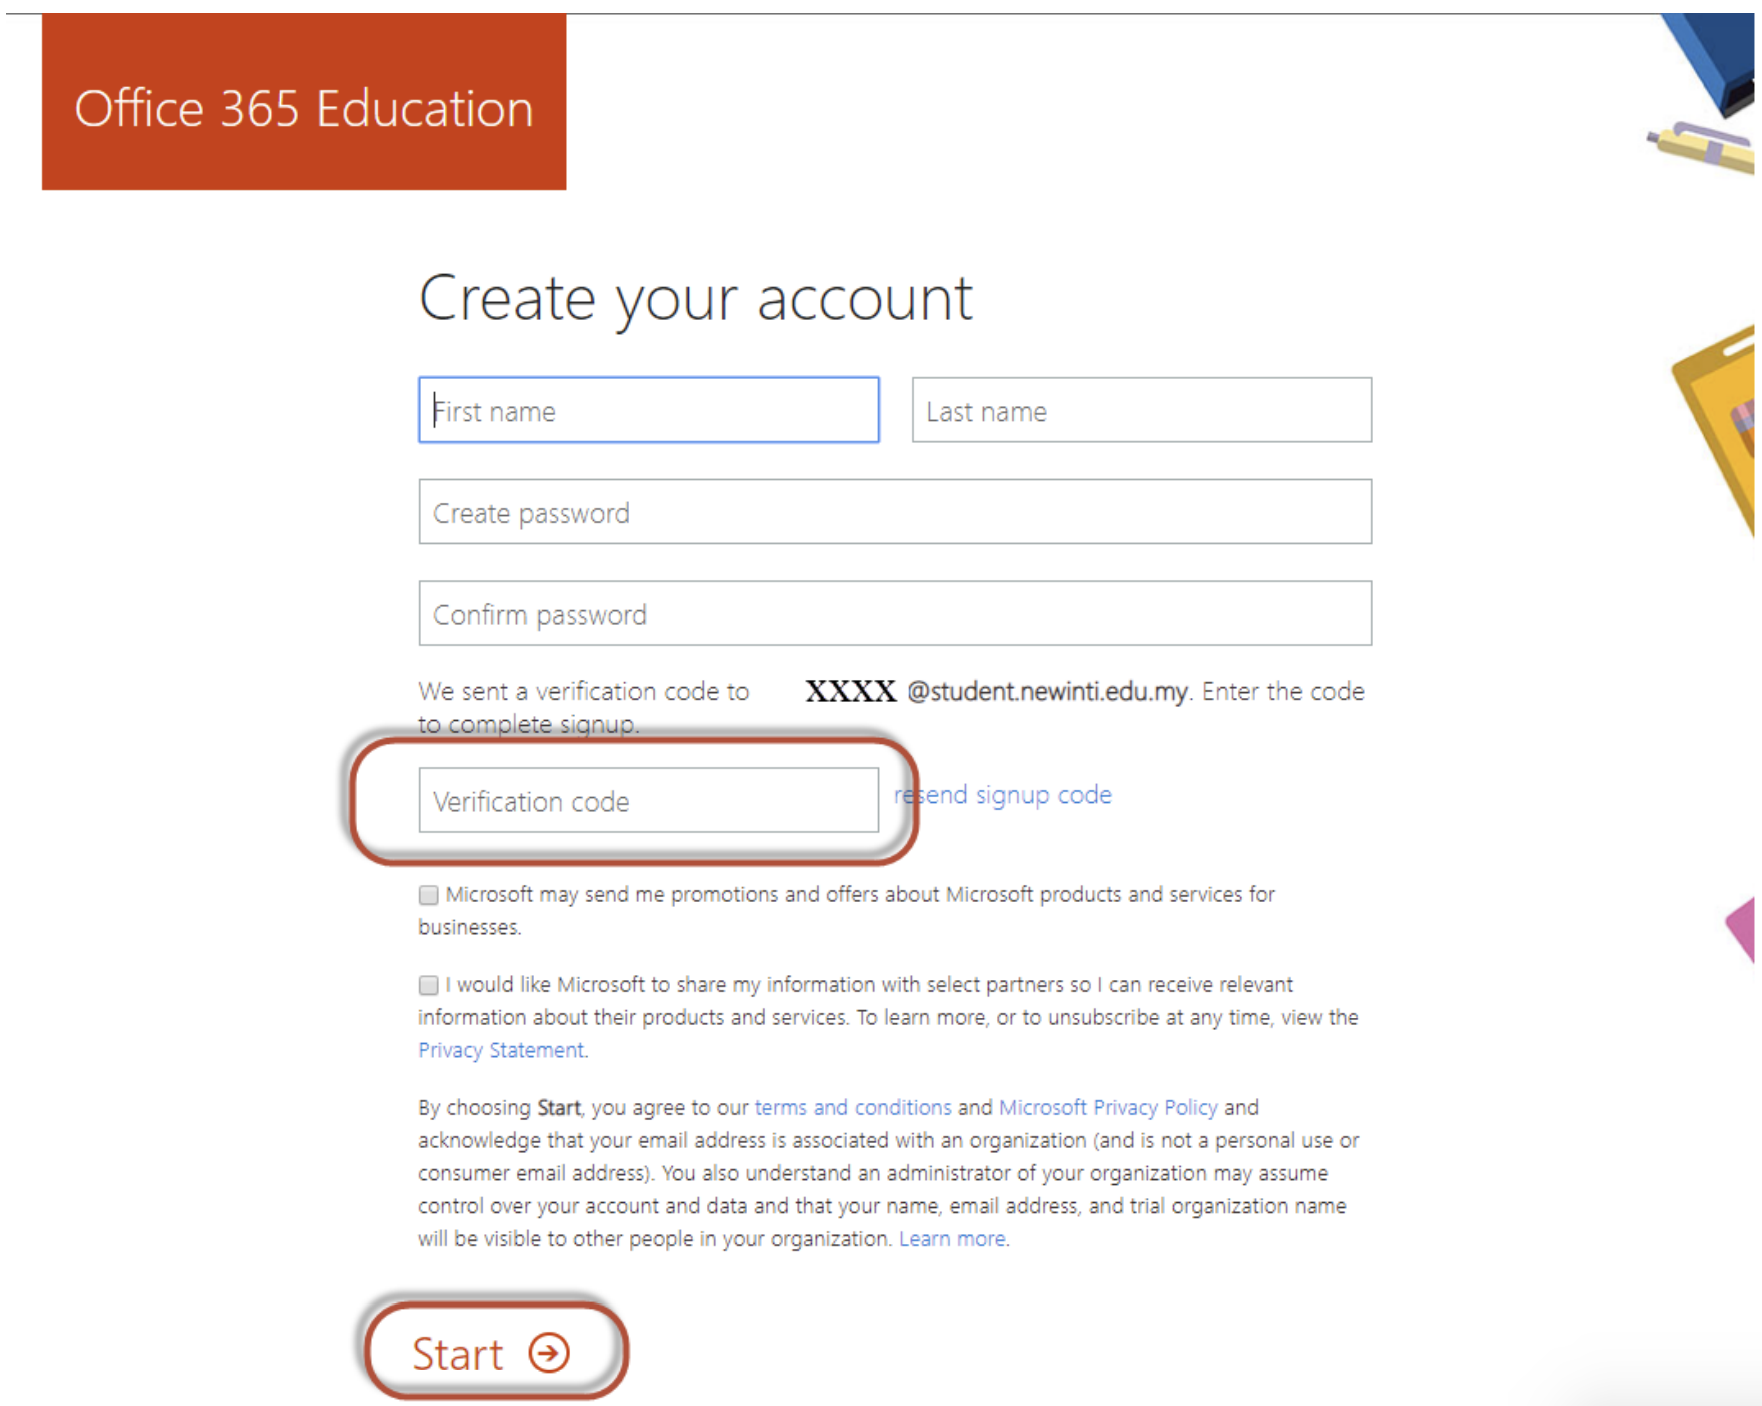 Office 365 Education
Create your account
First name
Last name
Create password
Confirm password
We sent a verification code to XXXX @student.newinti.edu.my. Enter the code
to complete signup.
Verification code
resend signup code
Microsoft may send me promotions and offers about Microsoft products and services for
businesses.
I would like Microsoft to share my information with select partners so I can receive relevant
information about their products and services. To learn more, or to unsubscribe at any time, view the
Privacy Statement.
By choosing Start, you agree to our terms and conditions and Microsoft Privacy Policy and
acknowledge that your email address is associated with an organization (and is not a personal use or
consumer email address). You also understand an administrator of your organization may assume
control over your account and data and that your name, email address, and trial organization name
will be visible to other people in your organization. Learn more.
Start